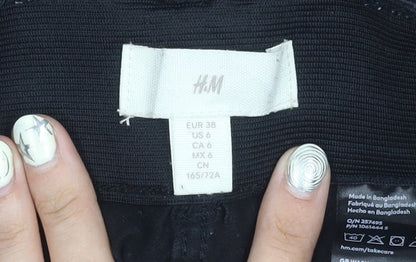 H&M
EUR 38
US 6
CA 6
MX 6
CN
165/72A
Made in Bangladesh
Fabriqué au Bangladesh
Hecho en Bangladesh
O/N 357495
hm.com/takecare